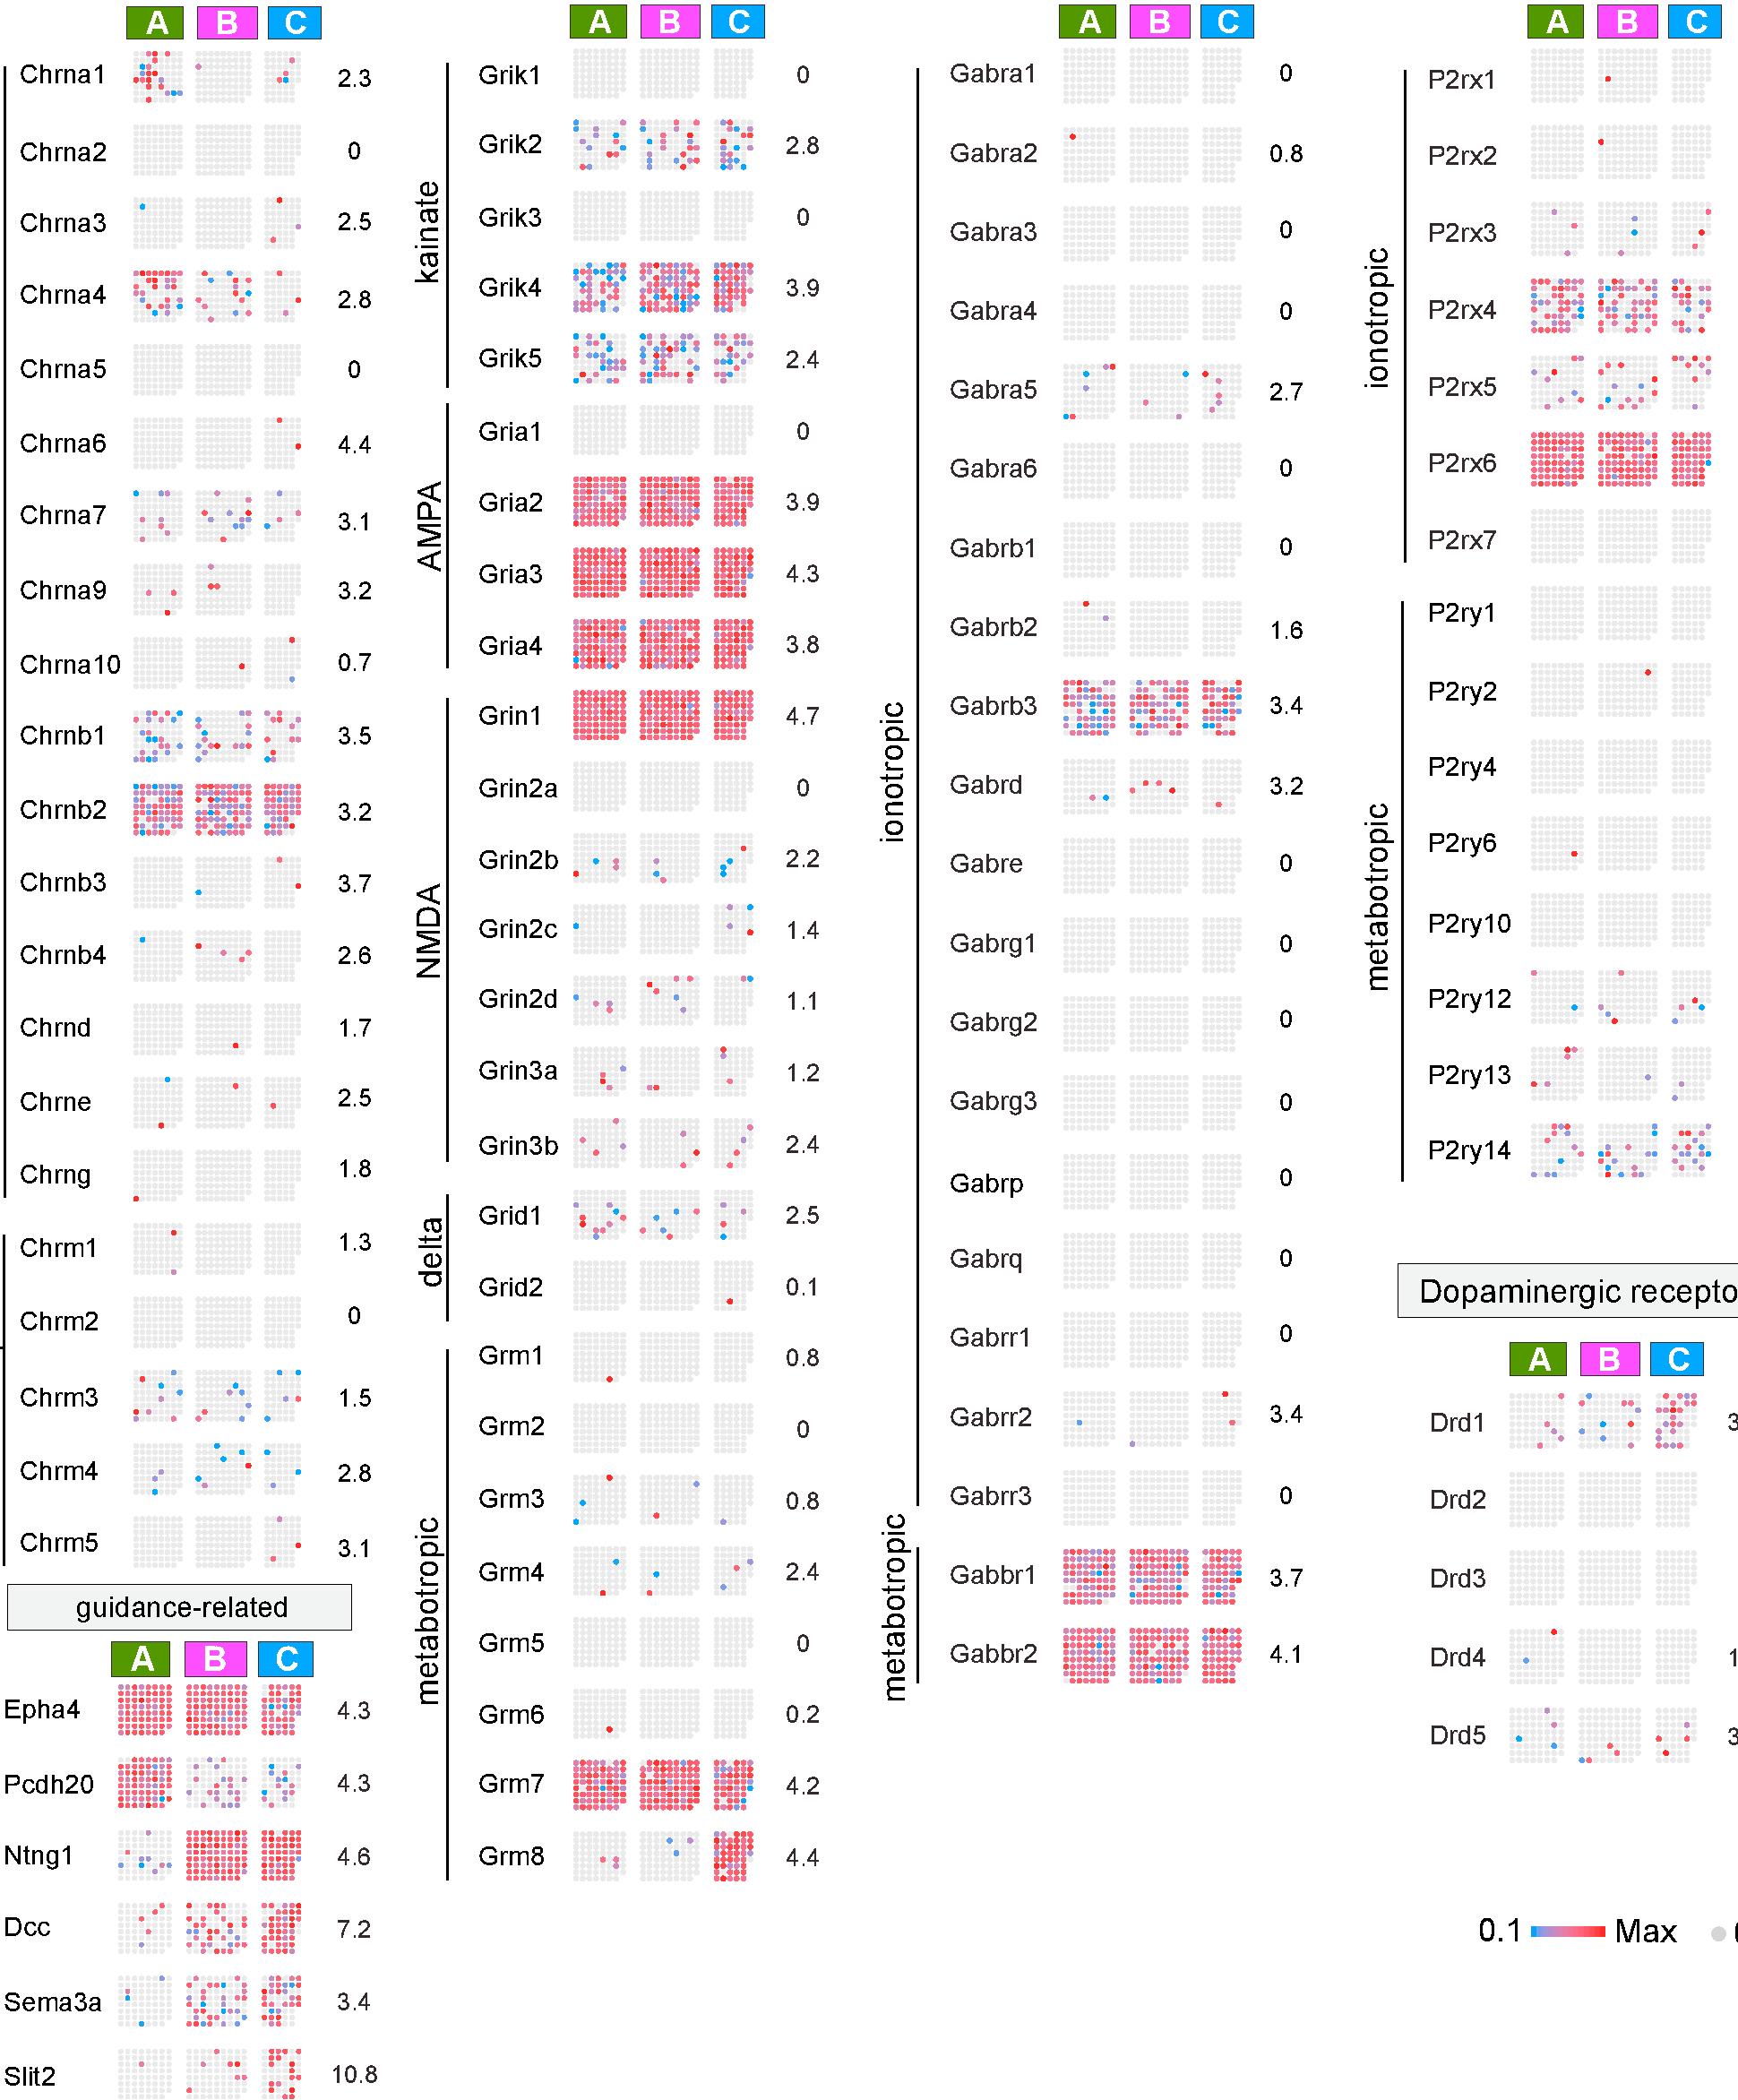 A B C
Chrna1 2.3
Chrna2 0
Chrna3 2.5
Chrna4 2.8
Chrna5 0
Chrna6 4.4
Chrna7 3.1
Chrna9 3.2
Chrna10 0.7
Chrnb1 3.5
Chrnb2 3.2
Chrnb3 3.7
Chrnb4 2.6
Chrnd 1.7
Chrne 2.5
Chrng 1.8
Chrm1 1.3
Chrm2 0
Chrm3 1.5
Chrm4 2.8
Chrm5 3.1
guidance-related
A B C
Epha4 4.3
Pcdh20 4.3
Ntng1 4.6
Dcc 7.2
Sema3a 3.4
Slit2 10.8
A B C
kainate
Grik1 0
Grik2 2.8
Grik3 0
Grik4 3.9
Grik5 2.4
AMPA
Gria1 0
Gria2 3.9
Gria3 4.3
Gria4 3.8
NMDA
Grin1 4.7
Grin2a 0
Grin2b 2.2
Grin2c 1.4
Grin2d 1.1
Grin3a 1.2
Grin3b 2.4
delta
Grid1 2.5
Grid2 0.1
metabotropic
Grm1 0.8
Grm2 0
Grm3 0.8
Grm4 2.4
Grm5 0
Grm6 0.2
Grm7 4.2
Grm8 4.4
A B C
ionotropic
Gabra1 0
Gabra2 0.8
Gabra3 0
Gabra4 0
Gabra5 2.7
Gabra6 0
Gabrb1 0
Gabrb2 1.6
Gabrb3 3.4
Gabrd 3.2
Gabre 0
Gabrg1 0
Gabrg2 0
Gabrg3 0
Gabrp 0
Gabrq 0
Gabrr1 0
Gabrr2 3.4
Gabrr3 0
metabotropic
Gabbr1 3.7
Gabbr2 4.1
A B C
ionotropic
P2rx1
P2rx2
P2rx3
P2rx4
P2rx5
P2rx6
P2rx7
metabotropic
P2ry1
P2ry2
P2ry4
P2ry6
P2ry10
P2ry12
P2ry13
P2ry14
Dopaminergic recepto
A B C
Drd1 3
Drd2
Drd3
Drd4 1
Drd5 3
0.1 Max